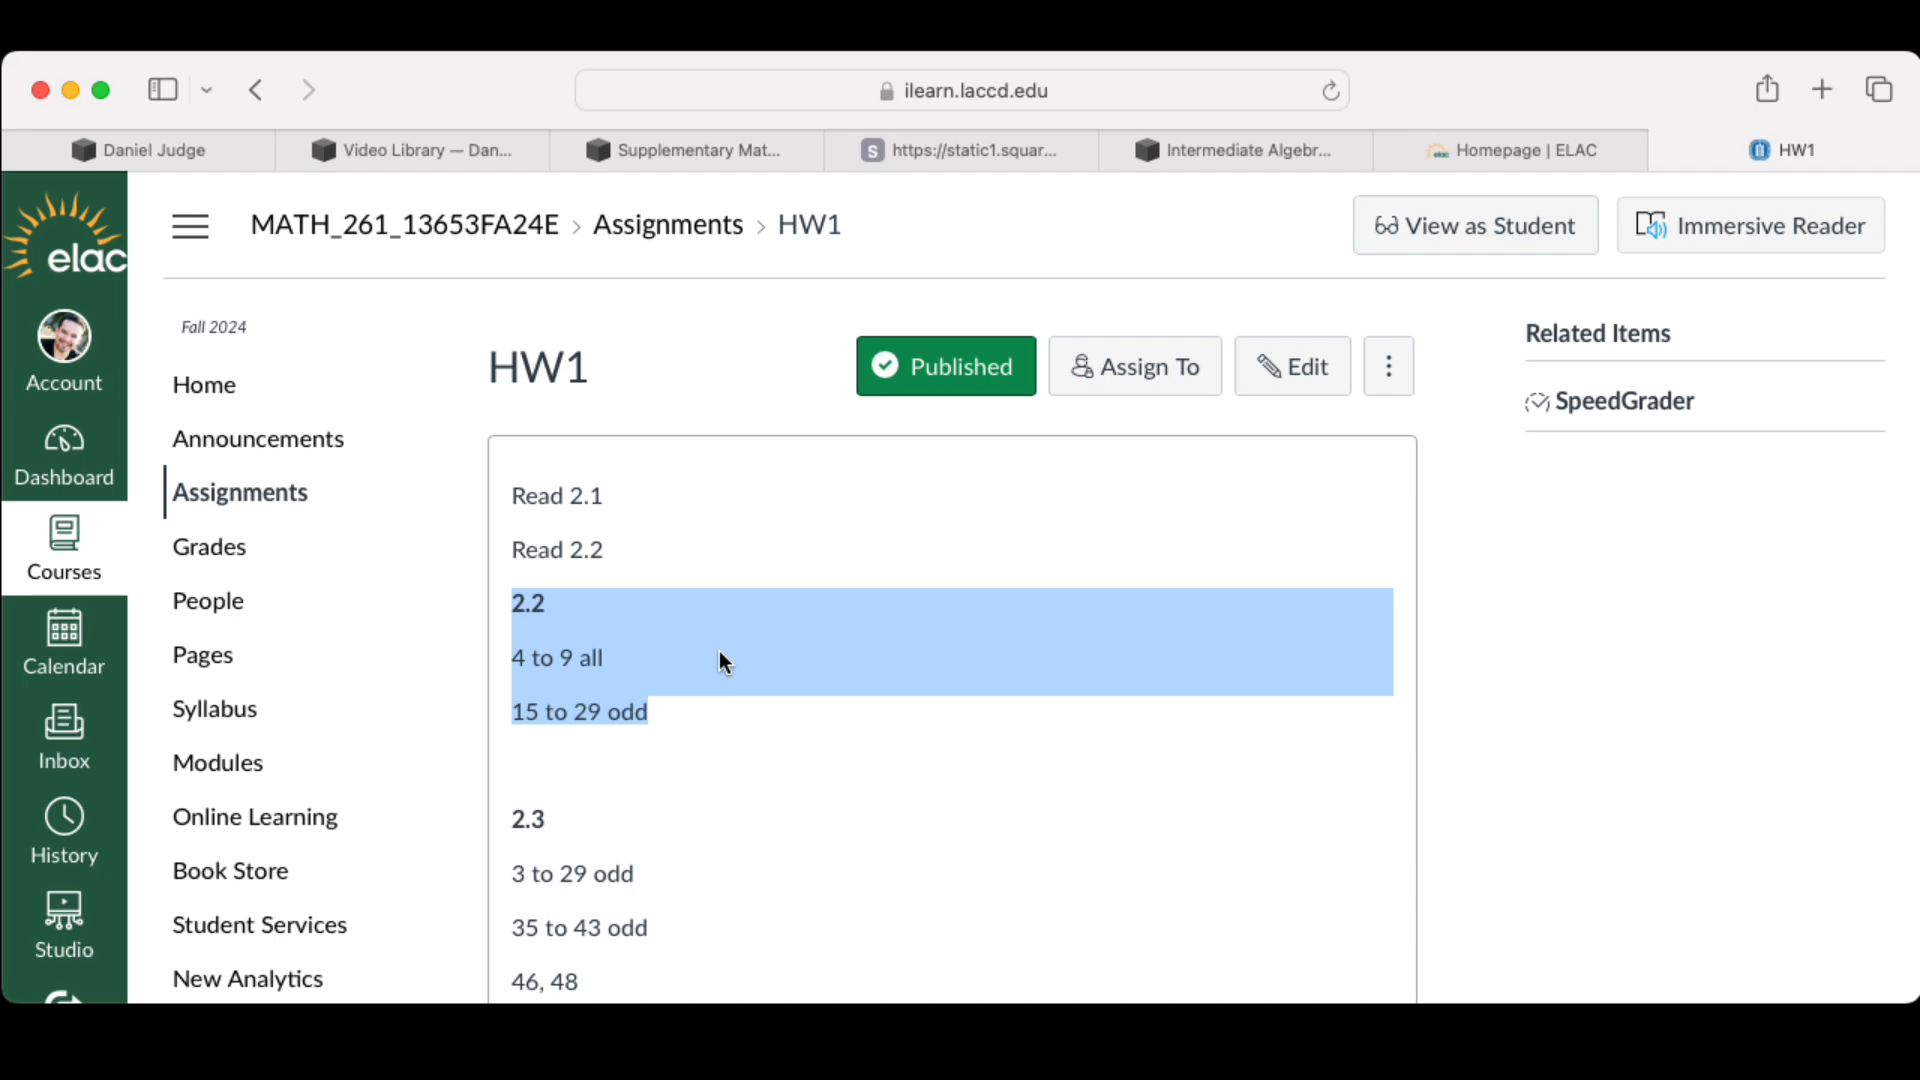 ilearn.laccd.edu
Daniel Judge
Video Library — Dan...
Supplementary Mat...
S https://static1.squar...
Intermediate Algebr...
Homepage | ELAC
HW1
elac
Account
Dashboard
Courses
Calendar
Inbox
History
Studio
MATH_261_13653FA24E › Assignments › HW1
View as Student
Immersive Reader
Fall 2024
Home
Announcements
Assignments
Grades
People
Pages
Syllabus
Modules
Online Learning
Book Store
Student Services
New Analytics
HW1
Published
Assign To
Edit
Read 2.1
Read 2.2
2.2
4 to 9 all
15 to 29 odd
2.3
3 to 29 odd
35 to 43 odd
46, 48
Related Items
SpeedGrader